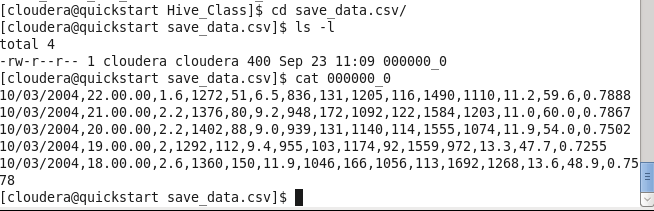 [cloudera@quickstart Hive_Class]$ cd save_data.csv/
[cloudera@quickstart save_data.csv]$ ls -l
total 4
-rw-r--r-- 1 cloudera cloudera 400 Sep 23 11:09 000000_0
[cloudera@quickstart save_data.csv]$ cat 000000_0
10/03/2004,22.00.00,1.6,1272,51,6.5,836,131,1205,116,1490,1110,11.2,59.6,0.7888
10/03/2004,21.00.00,2.2,1376,80,9.2,948,172,1092,122,1584,1203,11.0,60.0,0.7867
10/03/2004,20.00.00,2.2,1402,88,9.0,939,131,1140,114,1555,1074,11.9,54.0,0.7502
10/03/2004,19.00.00,2,1292,112,9.4,955,103,1174,92,1559,972,13.3,47.7,0.7255
10/03/2004,18.00.00,2.6,1360,150,11.9,1046,166,1056,113,1692,1268,13.6,48.9,0.75
78
[cloudera@quickstart save_data.csv]$